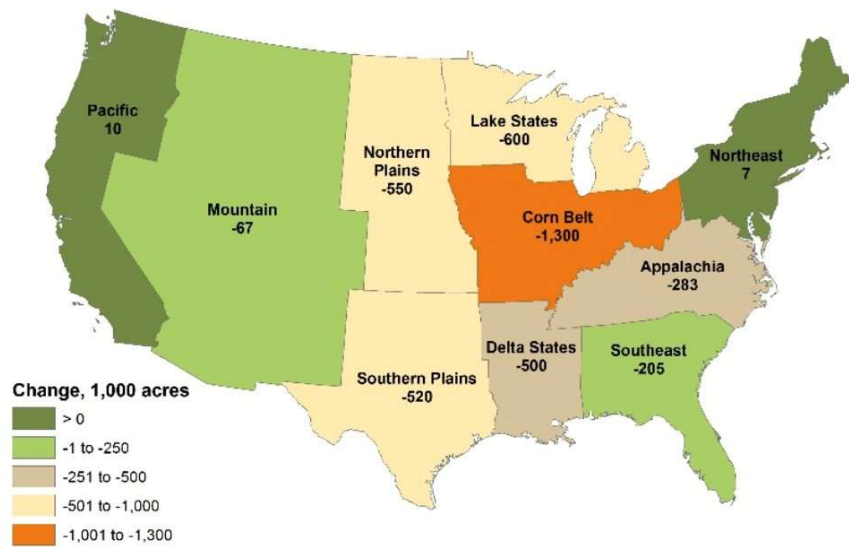 Pacific
10
Mountain
-67
Northern
Plains
-550
Lake States
-600
Corn Belt
-1,300
Northeast
7
Appalachia
-283
Delta States
-500
Southeast
-205
Southern Plains
-520
Change, 1,000 acres
> 0
-1 to -250
-251 to -500
-501 to -1,000
-1,001 to -1,300